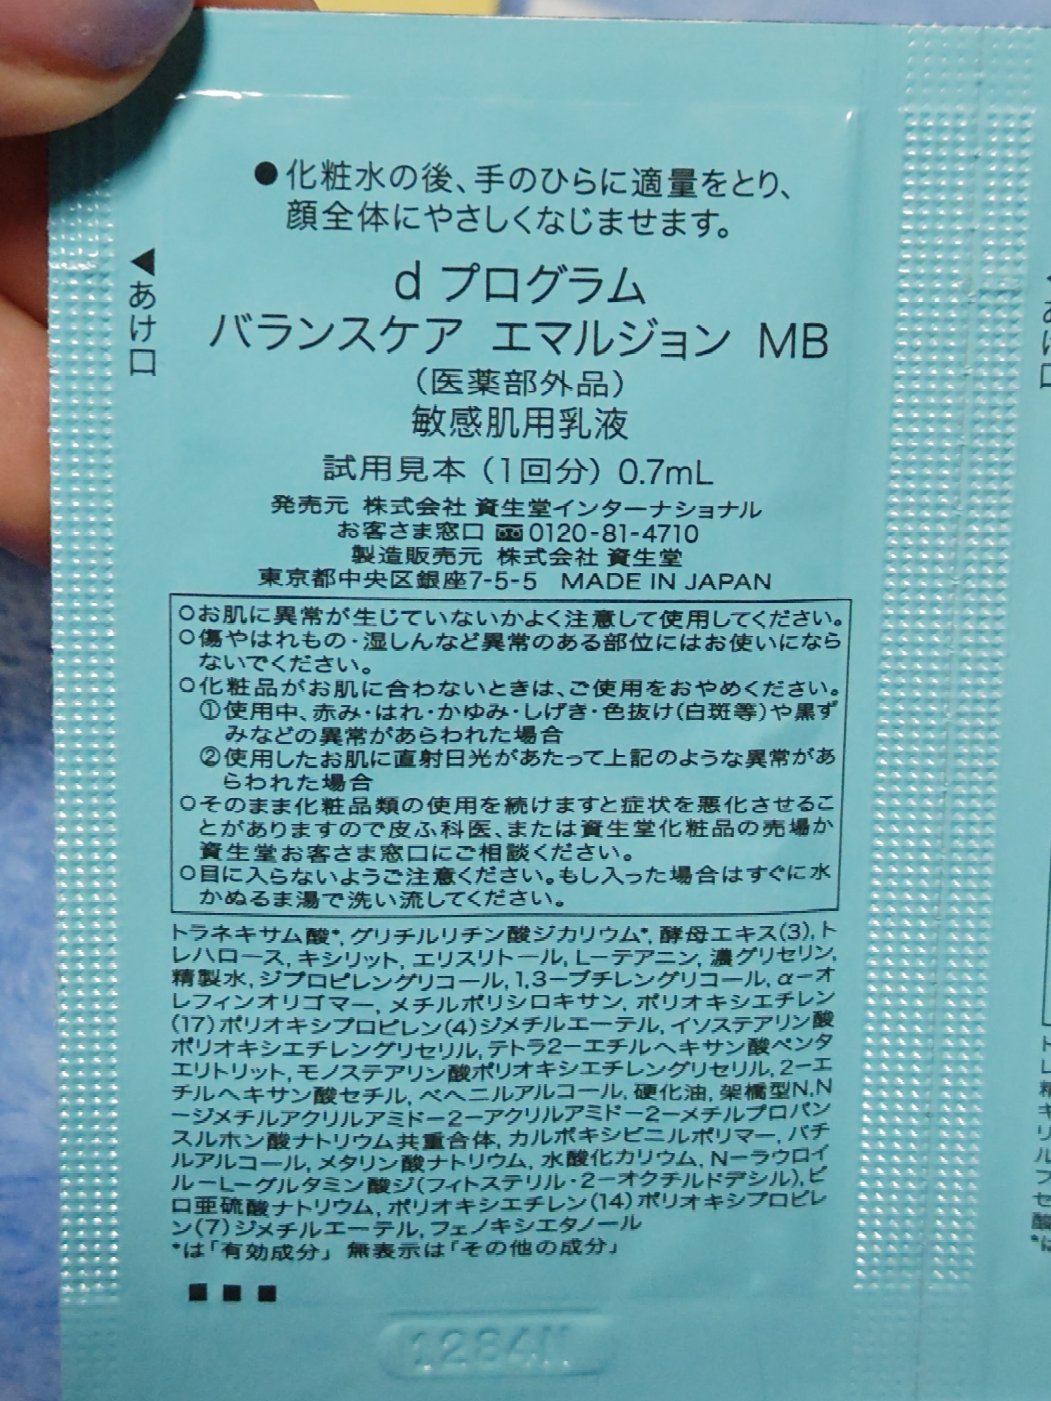 ●化粧水の後、手のひらに適量をとり、
顔全体にやさしくなじませます。
◀あけ口
d プログラム
バランスケア エマルジョン MB
（医薬部外品）
敏感肌用乳液
試用見本（1回分）0.7mL
発売元 株式会社 資生堂インターナショナル
お客さま窓口 0120-81-4710
製造販売元 株式会社 資生堂
東京都中央区銀座7-5-5 MADE IN JAPAN
○お肌に異常が生じていないかよく注意して使用してください。
○傷やはれもの・湿しんなど異常のある部位にはお使いになら
ないでください。
○化粧品がお肌に合わないときは、ご使用をおやめください。
①使用中、赤み・はれ・かゆみ・しげき・色抜け（白斑等）や黒ず
みなどの異常があらわれた場合
②使用したお肌に直射日光があたって上記のような異常があ
らわれた場合
○そのまま化粧品類の使用を続けますと症状を悪化させるこ
とがありますので皮ふ科医、または資生堂化粧品の売場か
資生堂お客さま窓口にご相談ください。
○目に入らないようご注意ください。もし入った場合はすぐに水
かぬるま湯で洗い流してください。
トラネキサム酸*, グリチルリチン酸ジカリウム*, 酵母エキス(3), ト
レハロース, キシリット, エリスリトール, L－テアニン, 濃グリセリン,
精製水, ジプロピレングリコール, 1,3－ブチレングリコール, α－オ
レフィンオリゴマー, メチルポリシロキサン, ポリオキシエチレン
(17)ポリオキシプロピレン(4)ジメチルエーテル, イソステアリン酸
ポリオキシエチレングリセリル, テトラ2－エチルヘキサン酸ペンタ
エリトリット, モノステアリン酸ポリオキシエチレングリセリル, 2－エ
チルヘキサン酸セチル, ベヘニルアルコール, 硬化油, 架橋型N,N
－ジメチルアクリルアミド－2－アクリルアミド－2－メチルプロパン
スルホン酸ナトリウム共重合体, カルボキシビニルポリマー, バチ
ルアルコール, メタリン酸ナトリウム, 水酸化カリウム, N－ラウロイ
ル－L－グルタミン酸ジ(フィトステリル・2－オクチルドデシル), ピ
ロ亜硫酸ナトリウム, ポリオキシエチレン(14)ポリオキシプロピレ
ン(7)ジメチルエーテル, フェノキシエタノール
*は「有効成分」 無表示は「その他の成分」